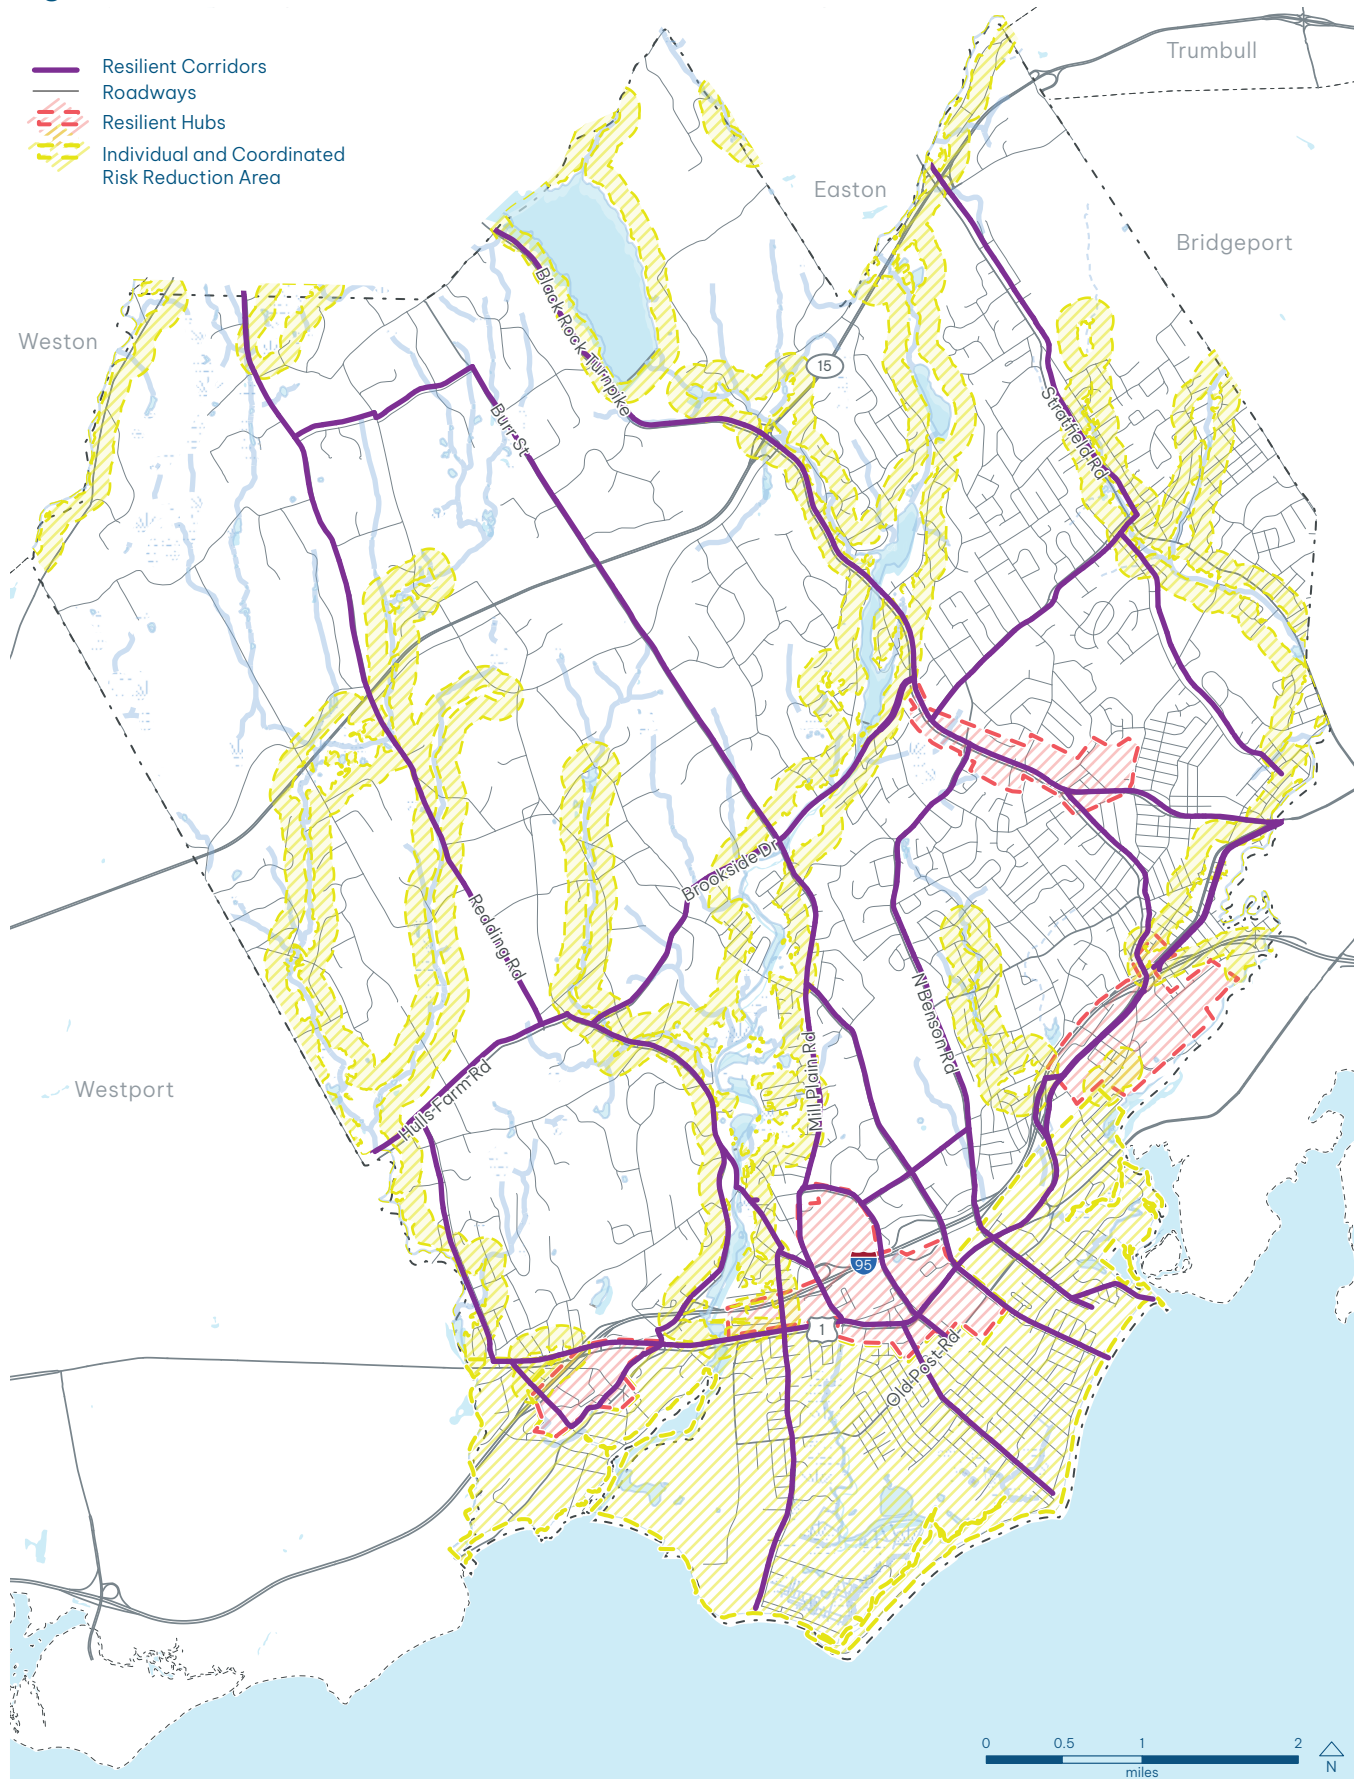 Resilient Corridors
Roadways
Resilient Hubs
Individual and Coordinated
Risk Reduction Area
Trumbull
Easton
Bridgeport
Weston
Black Rock Turnpike
15
Burr St
Stratfield Rd
Brookside Dr
Redding Rd
N Benson Rd
Mill Plain Rd
Hulls Farm Rd
Westport
95
1
Old Post Rd
0 0.5 1 2
miles
N